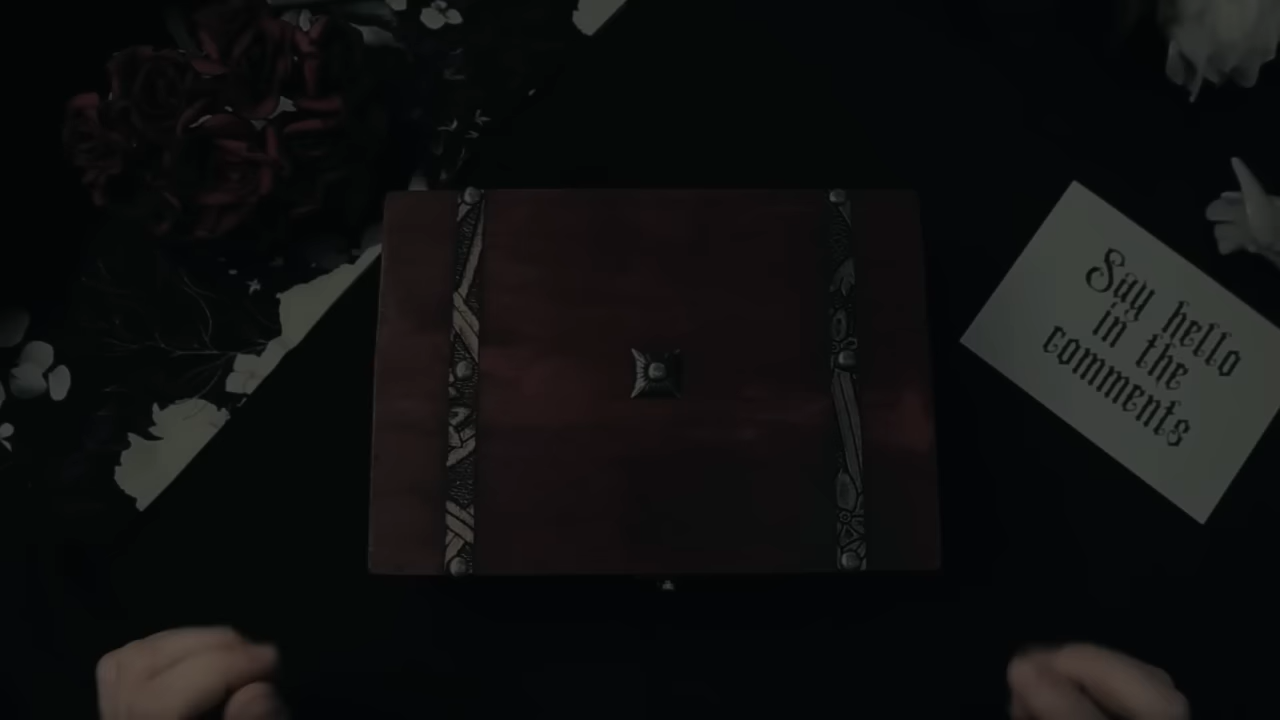 Say hello
in the
comments